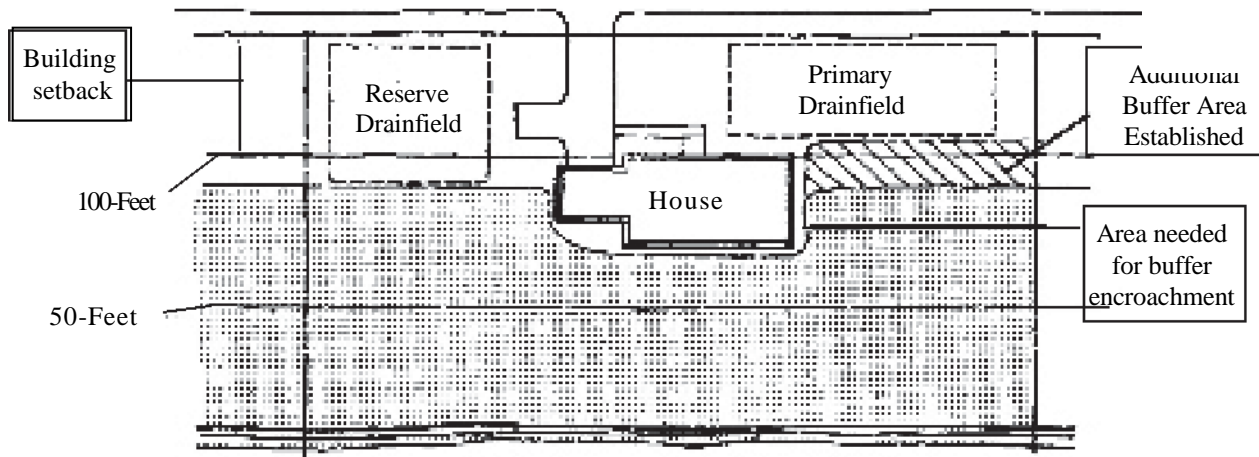 Building
setback
Reserve
Drainfield
Primary
Drainfield
Additional
Buffer Area
Established
100-Feet
House
Area needed
for buffer
encroachment
50-Feet